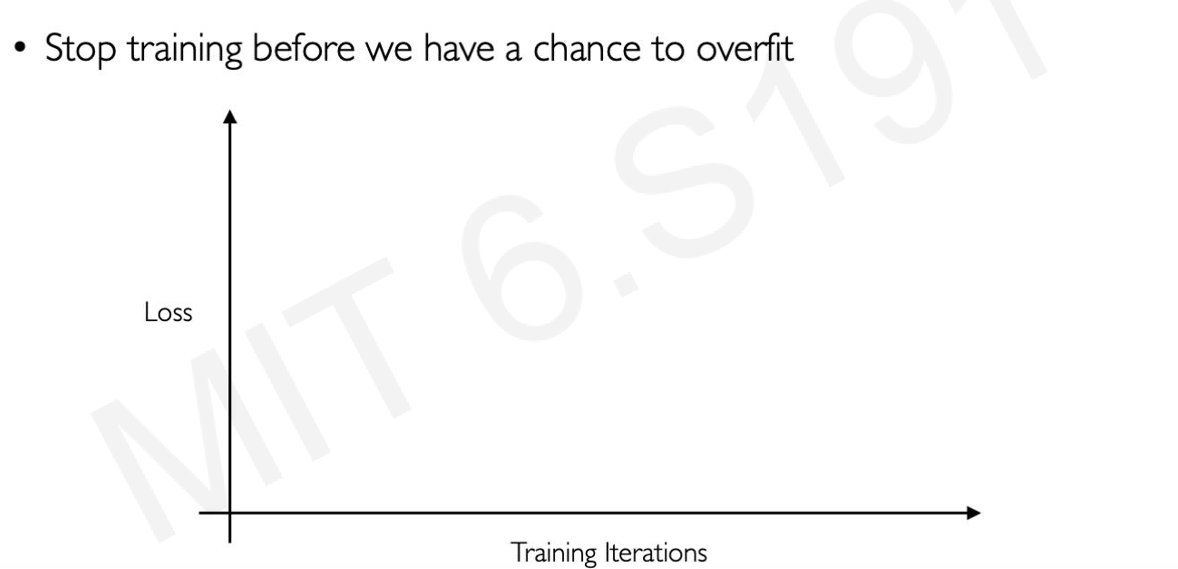 • Stop training before we have a chance to overfit
Loss
MIT 6.S191
Training Iterations